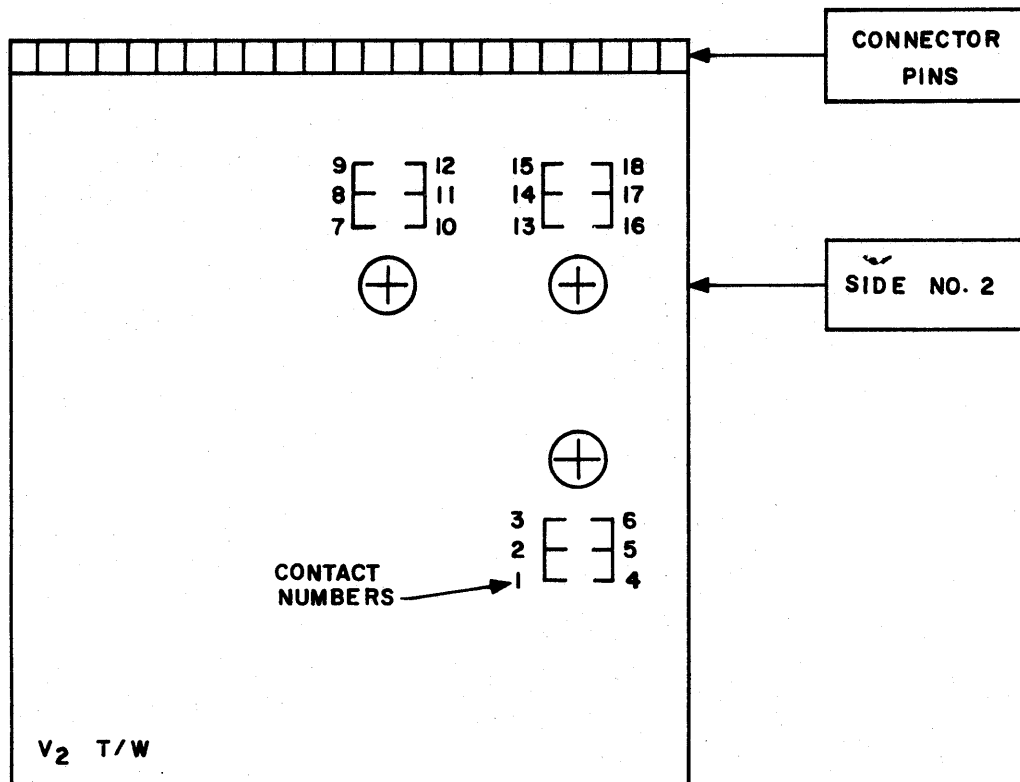 CONNECTOR
PINS
9 12 15 18
8 11 14 17
7 10 13 16
SIDE NO. 2
3 6
2 5
CONTACT
NUMBERS
1 4
V2 T/W